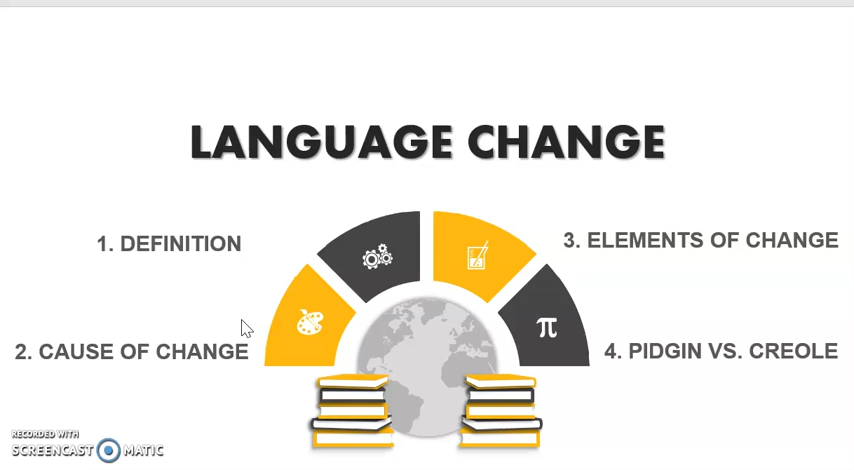 LANGUAGE CHANGE
1. DEFINITION
2. CAUSE OF CHANGE
3. ELEMENTS OF CHANGE
4. PIDGIN VS. CREOLE
π
RECORDED WITH
SCREENCAST MATIC